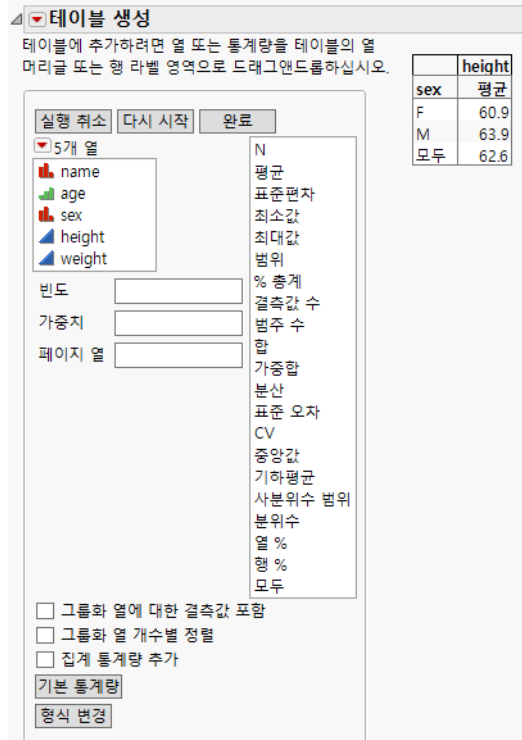 테이블 생성
테이블에 추가하려면 열 또는 통계량을 테이블의 열
머리글 또는 행 라벨 영역으로 드래그앤드롭하십시오.
실행 취소 다시 시작 완료
5개 열
name
age
sex
height
weight
빈도
가중치
페이지 열
N
평균
표준편차
최소값
최대값
범위
% 총계
결측값 수
범주 수
합
가중합
분산
표준 오차
CV
중앙값
기하평균
사분위수 범위
분위수
열 %
행 %
모두
그룹화 열에 대한 결측값 포함
그룹화 열 개수별 정렬
집계 통계량 추가
기본 통계량
형식 변경
height
sex 평균
F 60.9
M 63.9
모두 62.6